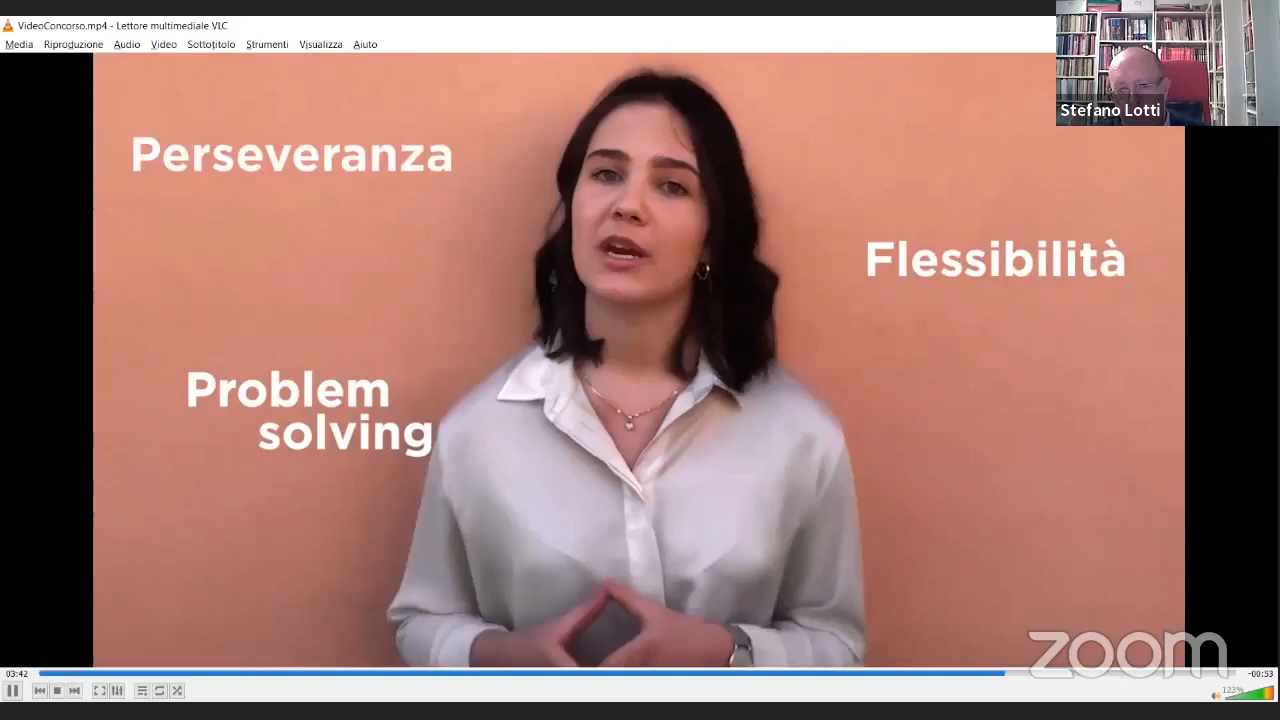 VideoConcorso.mp4 - Lettore multimediale VLC
Media Riproduzione Audio Video Sottotitolo Strumenti Visualizza Aiuto
Stefano Lotti
Perseveranza
Flessibilità
Problem
solving
zoom
03:42
-00:53
123%